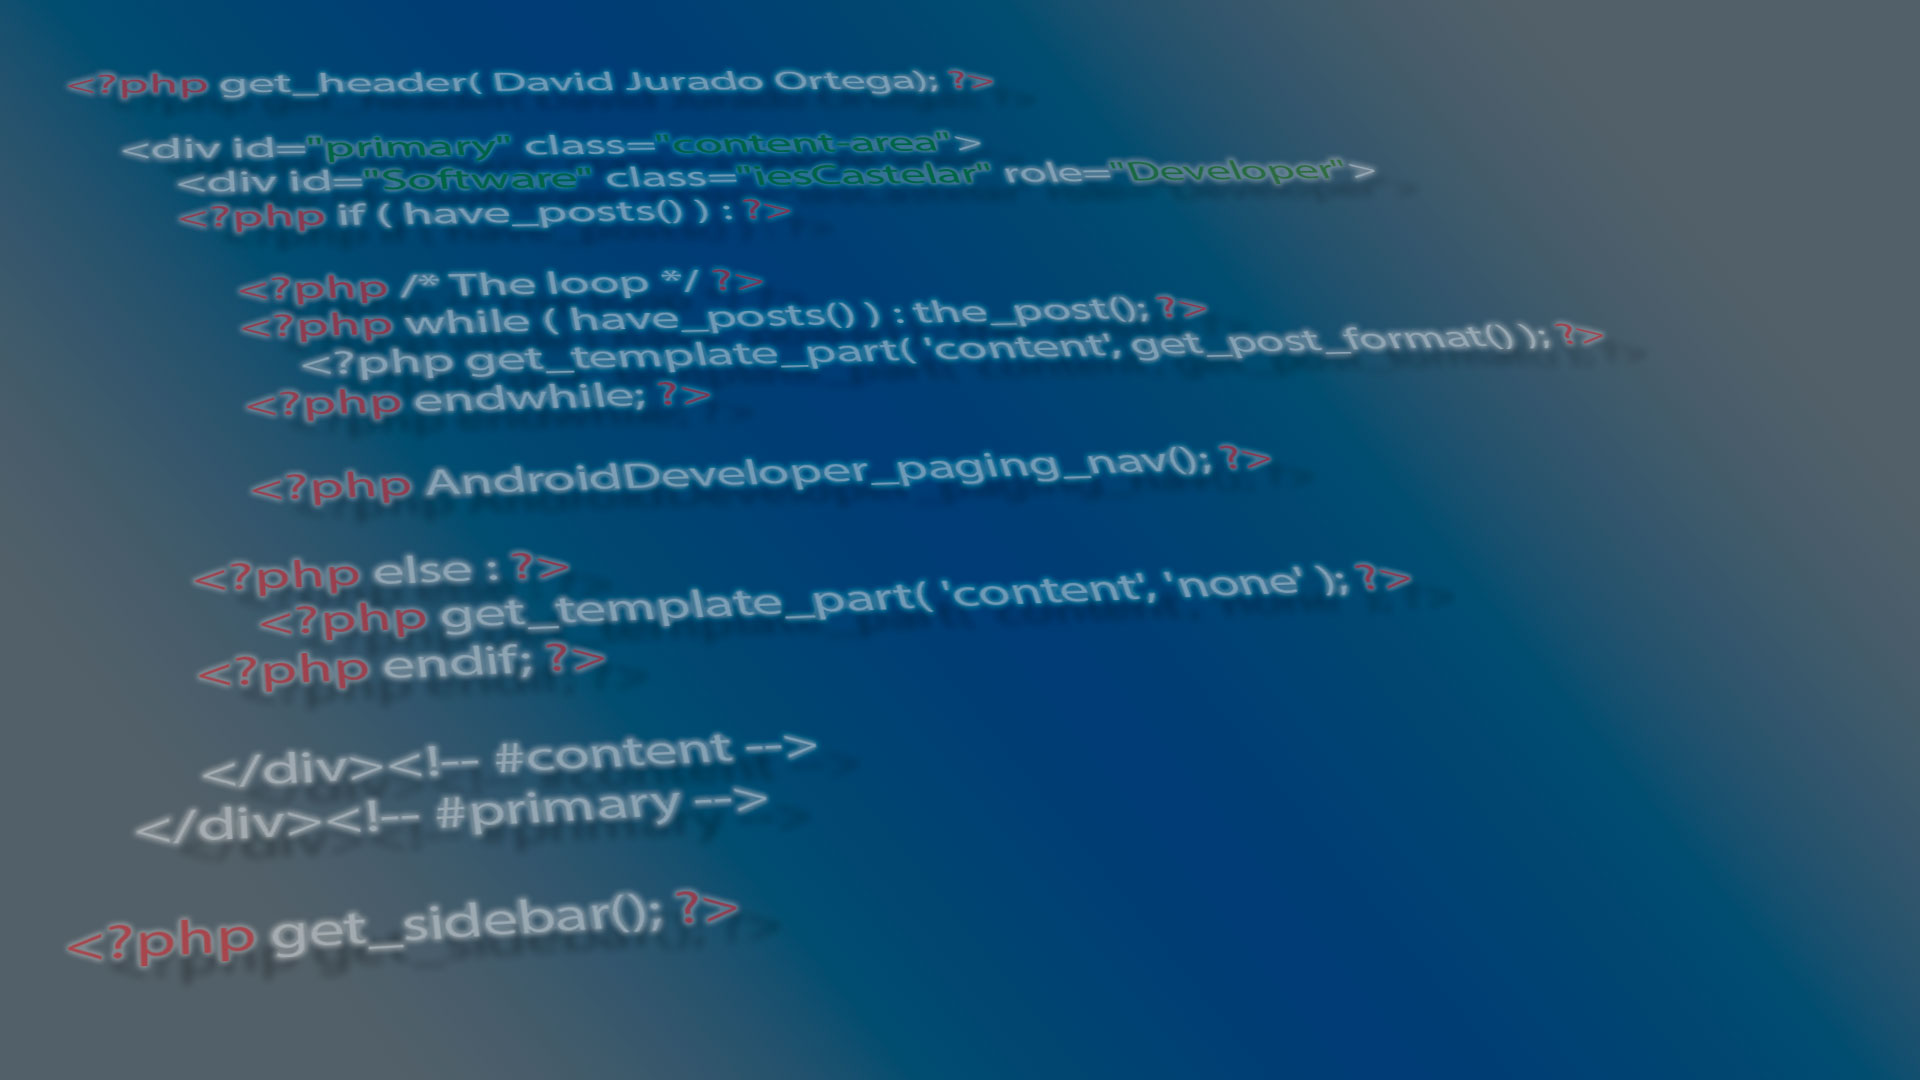 <?php get_header( David Jurado Ortega); ?>
<div id="primary" class="content-area">
<div id="Software" class="iesCastelar" role="Developer">
<?php if ( have_posts() ) : ?>
<?php /* The loop */ ?>
<?php while ( have_posts() ) : the_post(); ?>
<?php get_template_part( 'content', get_post_format() ); ?>
<?php endwhile; ?>
<?php AndroidDeveloper_paging_nav(); ?>
<?php else : ?>
<?php get_template_part( 'content', 'none' ); ?>
<?php endif; ?>
</div><!-- #content -->
</div><!-- #primary -->
<?php get_sidebar(); ?>